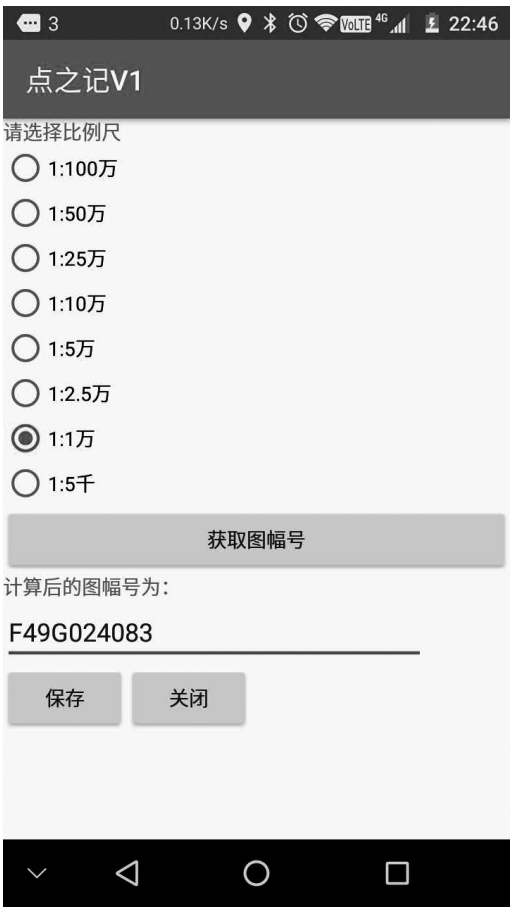 3 0.13K/s VoLTE 4G 22:46
点之记V1
请选择比例尺
1:100万
1:50万
1:25万
1:10万
1:5万
1:2.5万
1:1万
1:5千
获取图幅号
计算后的图幅号为：
F49G024083
保存 关闭